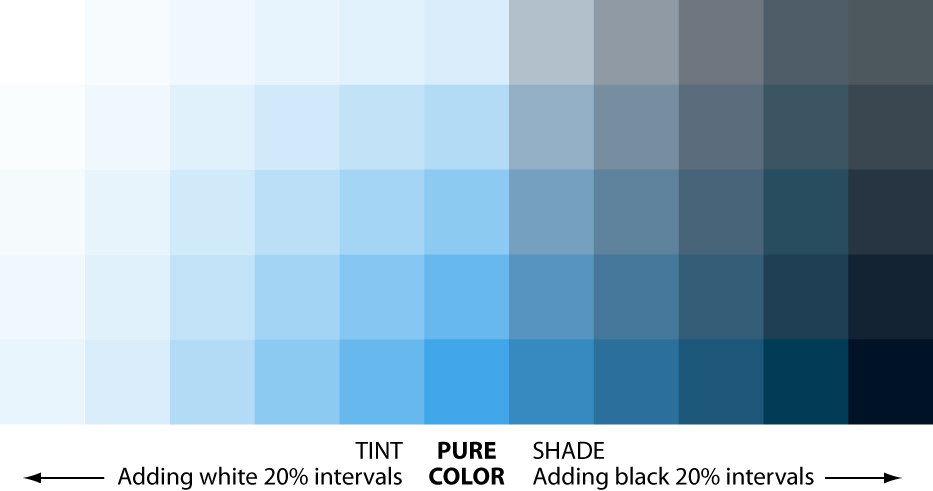 TINT PURE SHADE
Adding white 20% intervals COLOR Adding black 20% intervals